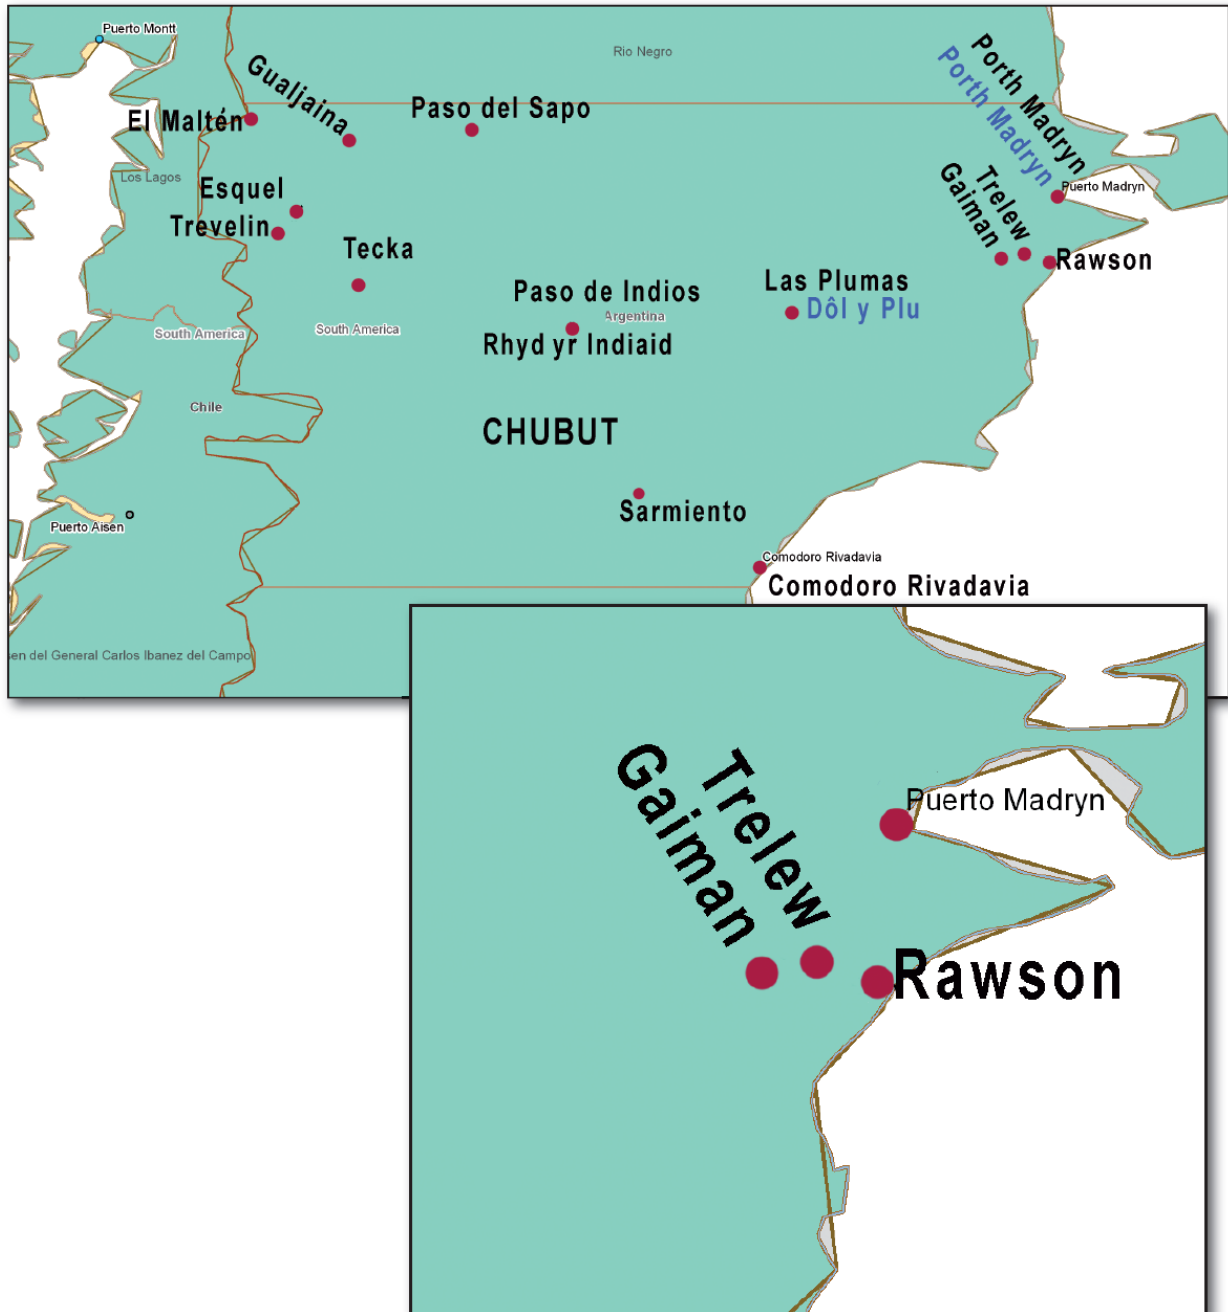 Puerto Montt
Rio Negro
Porth Madryn
Porth Madryn
Gualjaina
Paso del Sapo
El Maltén
Los Lagos
Esquel
Trevelin
Trelew
Gaiman
Puerto Madryn
Rawson
Tecka
Las Plumas
Dôl y Plu
Paso de Indios
Argentina
South America
South America
Rhyd yr Indiaid
Chile
CHUBUT
Sarmiento
Puerto Aisen
Comodoro Rivadavia
Comodoro Rivadavia
sen del General Carlos Ibanez del Campo
Trelew
Gaiman
Puerto Madryn
Rawson